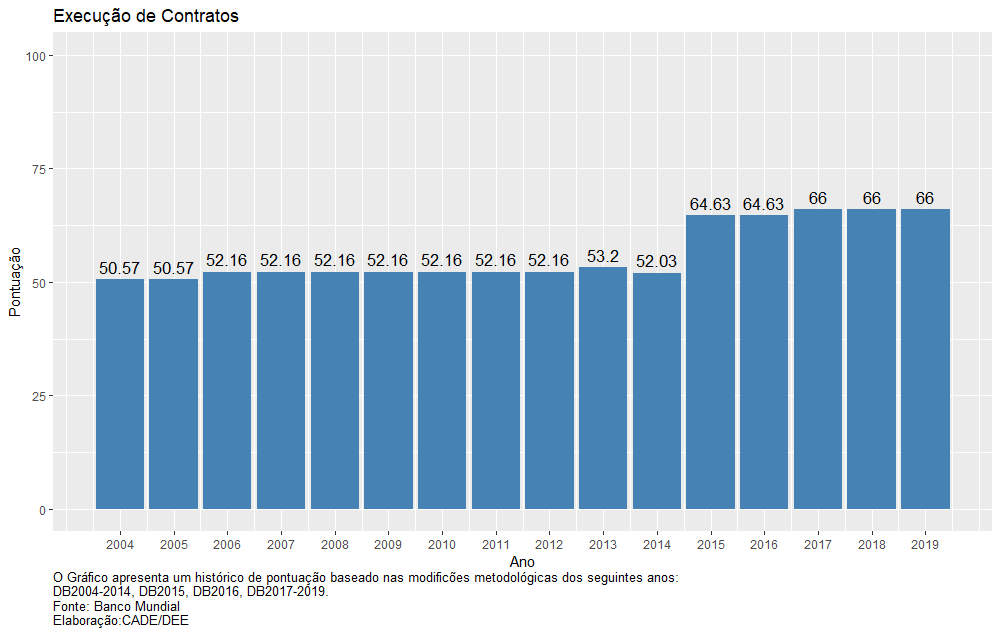 Execução de Contratos
Pontuação
100
75
50
25
0
50.57 50.57 52.16 52.16 52.16 52.16 52.16 52.16 52.16 53.2 52.03 64.63 64.63 66 66 66
2004 2005 2006 2007 2008 2009 2010 2011 2012 2013 2014 2015 2016 2017 2018 2019
Ano
O Gráfico apresenta um histórico de pontuação baseado nas modificões metodológicas dos seguintes anos:
DB2004-2014, DB2015, DB2016, DB2017-2019.
Fonte: Banco Mundial
Elaboração:CADE/DEE